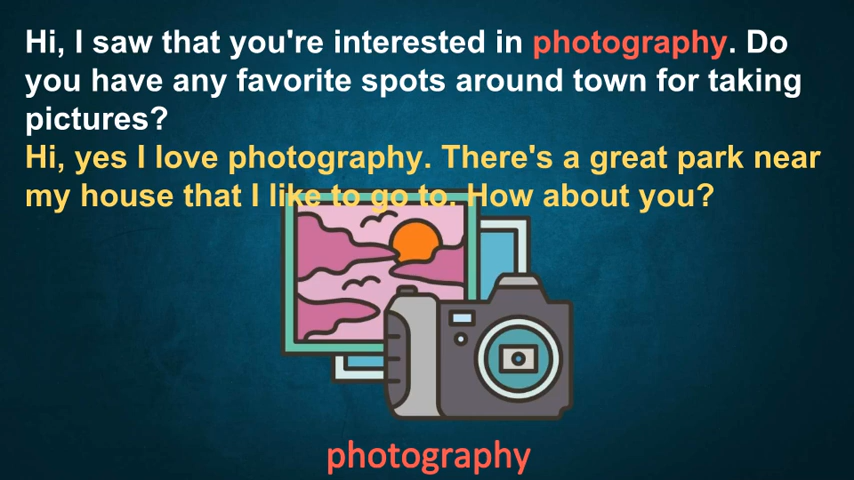 Hi, I saw that you're interested in photography. Do
you have any favorite spots around town for taking
pictures?
Hi, yes I love photography. There's a great park near
my house that I like to go to. How about you?
photography